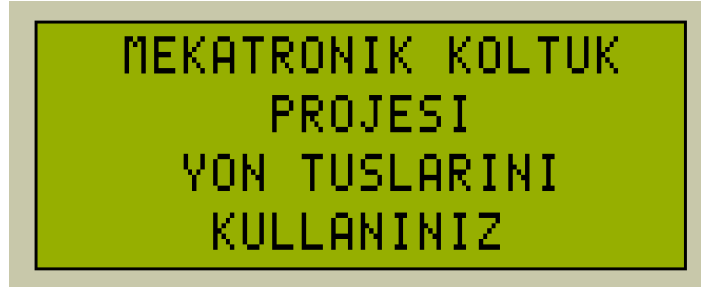 MEKATRONIK KOLTUK
PROJESI
YON TUSLARINI
KULLANINIZ